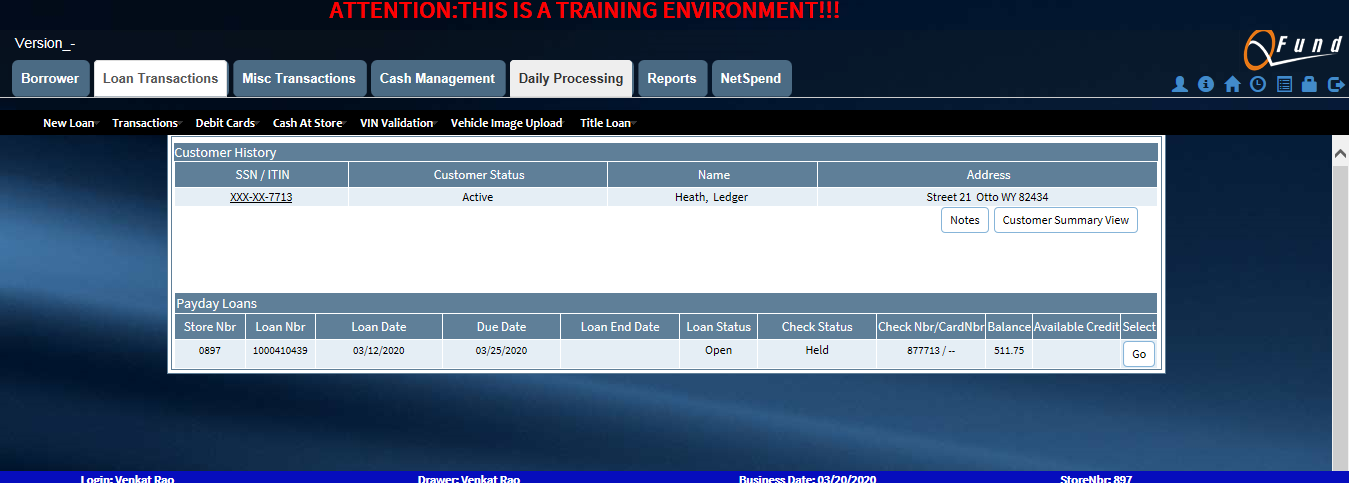 ATTENTION:THIS IS A TRAINING ENVIRONMENT!!!
Version_-
QFund
Borrower Loan Transactions Misc Transactions Cash Management Daily Processing Reports NetSpend
New Loan Transactions Debit Cards Cash At Store VIN Validation Vehicle Image Upload Title Loan
Customer History
SSN / ITIN Customer Status Name Address
XXX-XX-7713 Active Heath, Ledger Street 21 Otto WY 82434
Notes Customer Summary View
Payday Loans
Store Nbr Loan Nbr Loan Date Due Date Loan End Date Loan Status Check Status Check Nbr/CardNbr Balance Available Credit Select
0897 1000410439 03/12/2020 03/25/2020 Open Held 877713 / -- 511.75 Go
Login: Venkat Rao Drawer: Venkat Rao Business Date: 03/20/2020 StoreNbr: 897